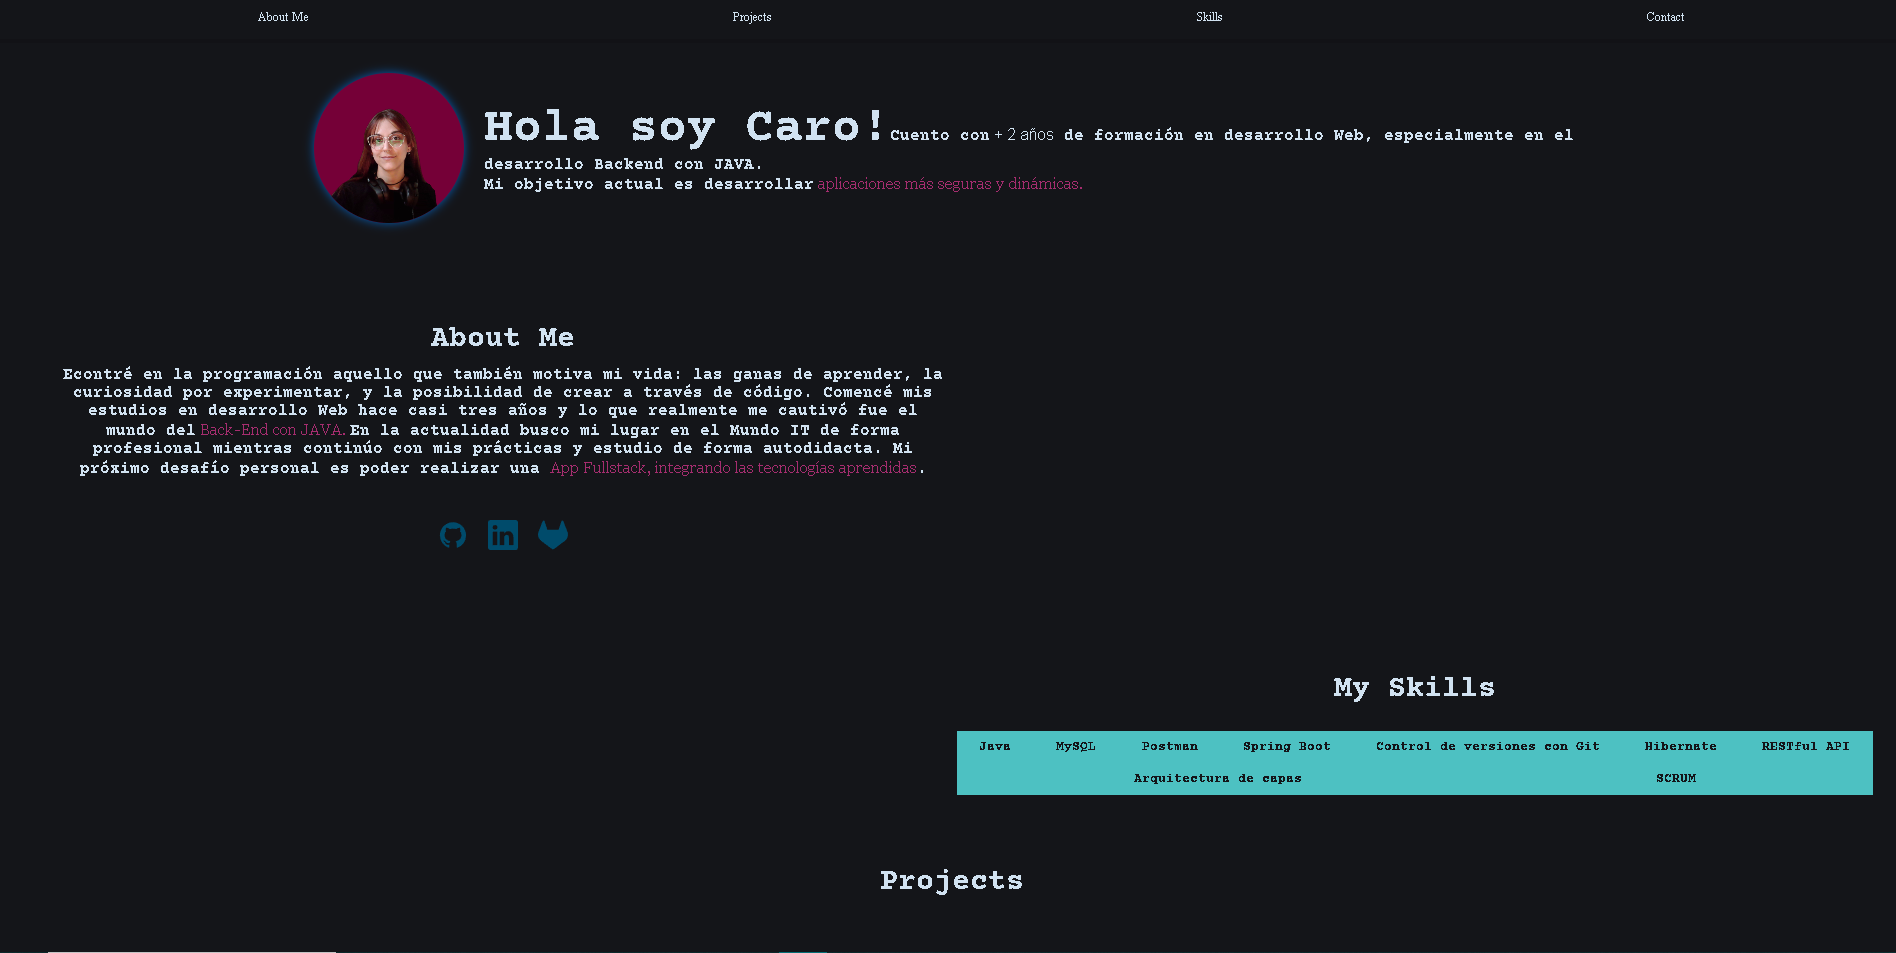 About Me Projects Skills Contact
Hola soy Caro! Cuento con + 2 años de formación en desarrollo Web, especialmente en el
desarrollo Backend con JAVA.
Mi objetivo actual es desarrollar aplicaciones más seguras y dinámicas.
About Me
Econtré en la programación aquello que también motiva mi vida: las ganas de aprender, la
curiosidad por experimentar, y la posibilidad de crear a través de código. Comencé mis
estudios en desarrollo Web hace casi tres años y lo que realmente me cautivó fue el
mundo del Back-End con JAVA. En la actualidad busco mi lugar en el Mundo IT de forma
profesional mientras continúo con mis prácticas y estudio de forma autodidacta. Mi
próximo desafío personal es poder realizar una App Fullstack, integrando las tecnologías aprendidas.
in
My Skills
Java MySQL Postman Spring Boot Control de versiones con Git Hibernate RESTful API
Arquitectura de capas SCRUM
Projects